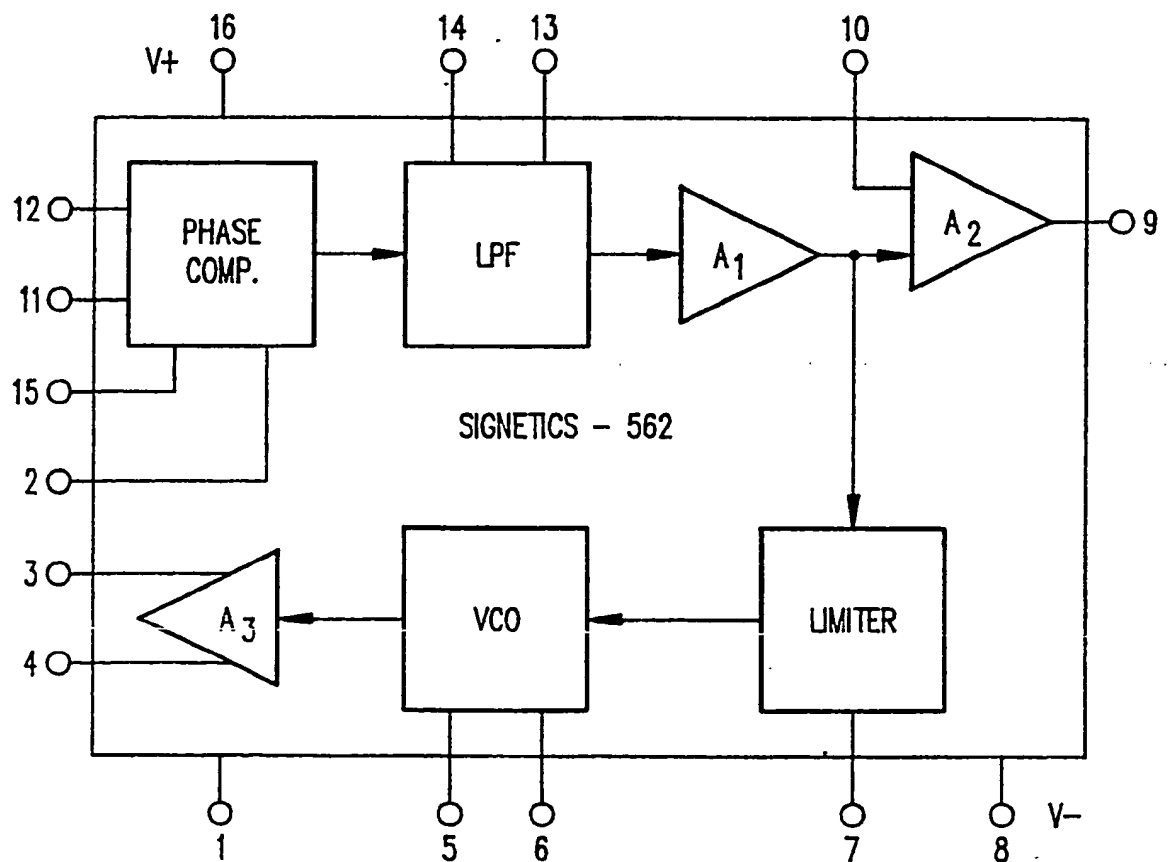 16
14
13
10
V+
12
PHASE
COMP.
LPF
A1
A2
9
11
15
SIGNETICS - 562
2
3
A3
VCO
LIMITER
4
1
5
6
7
8
V-